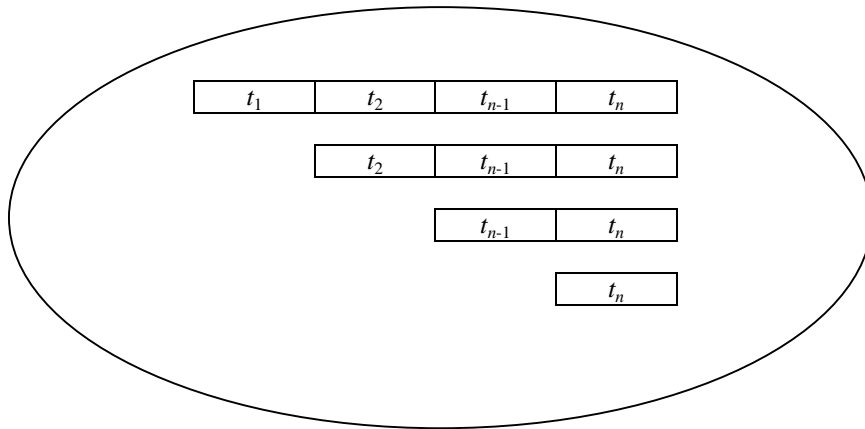 t₁ t₂ tₙ₋₁ tₙ
t₂ tₙ₋₁ tₙ
tₙ₋₁ tₙ
tₙ